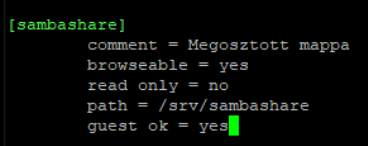 [sambashare]
comment = Megosztott mappa
browseable = yes
read only = no
path = /srv/sambashare
guest ok = yes